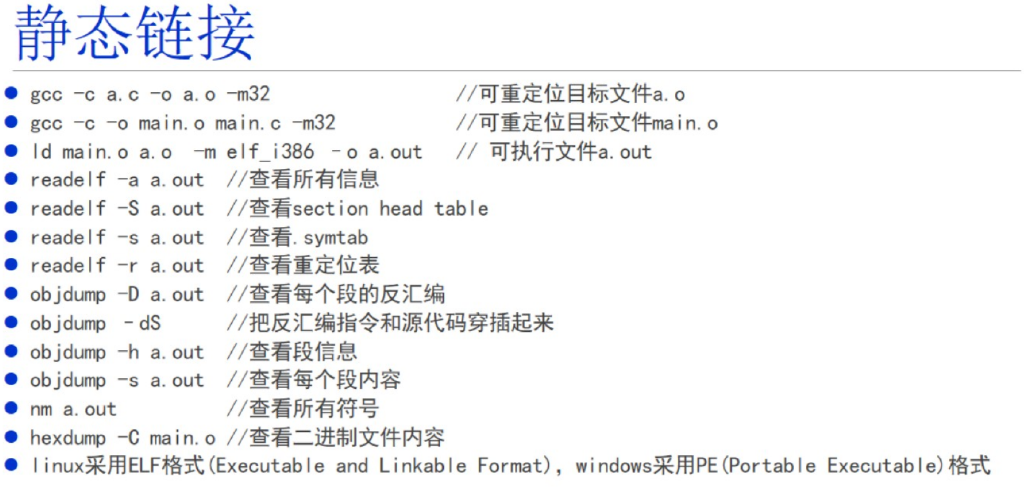 静态链接
● gcc -c a.c -o a.o -m32 //可重定位目标文件a.o
● gcc -c -o main.o main.c -m32 //可重定位目标文件main.o
● ld main.o a.o -m elf_i386 –o a.out // 可执行文件a.out
● readelf -a a.out //查看所有信息
● readelf -S a.out //查看section head table
● readelf -s a.out //查看.symtab
● readelf -r a.out //查看重定位表
● objdump -D a.out //查看每个段的反汇编
● objdump –dS //把反汇编指令和源代码穿插起来
● objdump -h a.out //查看段信息
● objdump -s a.out //查看每个段内容
● nm a.out //查看所有符号
● hexdump -C main.o //查看二进制文件内容
● linux采用ELF格式(Executable and Linkable Format), windows采用PE(Portable Executable)格式